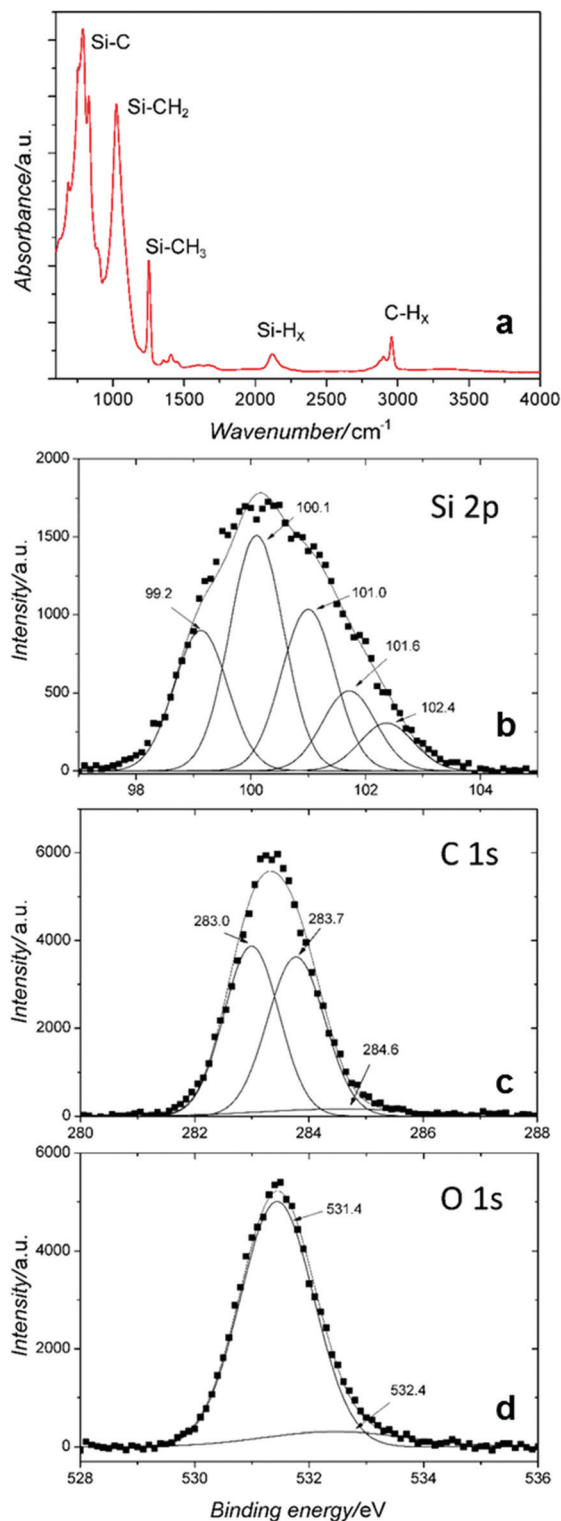 Absorbance/a.u.
Si-C
Si-CH2
Si-CH3
Si-HX
C-HX
a
1000 1500 2000 2500 3000 3500 4000
Wavenumber/cm-1
Intensity/a.u.
2000
1500
1000
500
0
Si 2p
99.2
100.1
101.0
101.6
102.4
b
98 100 102 104
Intensity/a.u.
6000
4000
2000
0
C 1s
283.0
283.7
284.6
c
280 282 284 286 288
Intensity/a.u.
6000
4000
2000
0
O 1s
531.4
532.4
d
528 530 532 534 536
Binding energy/eV